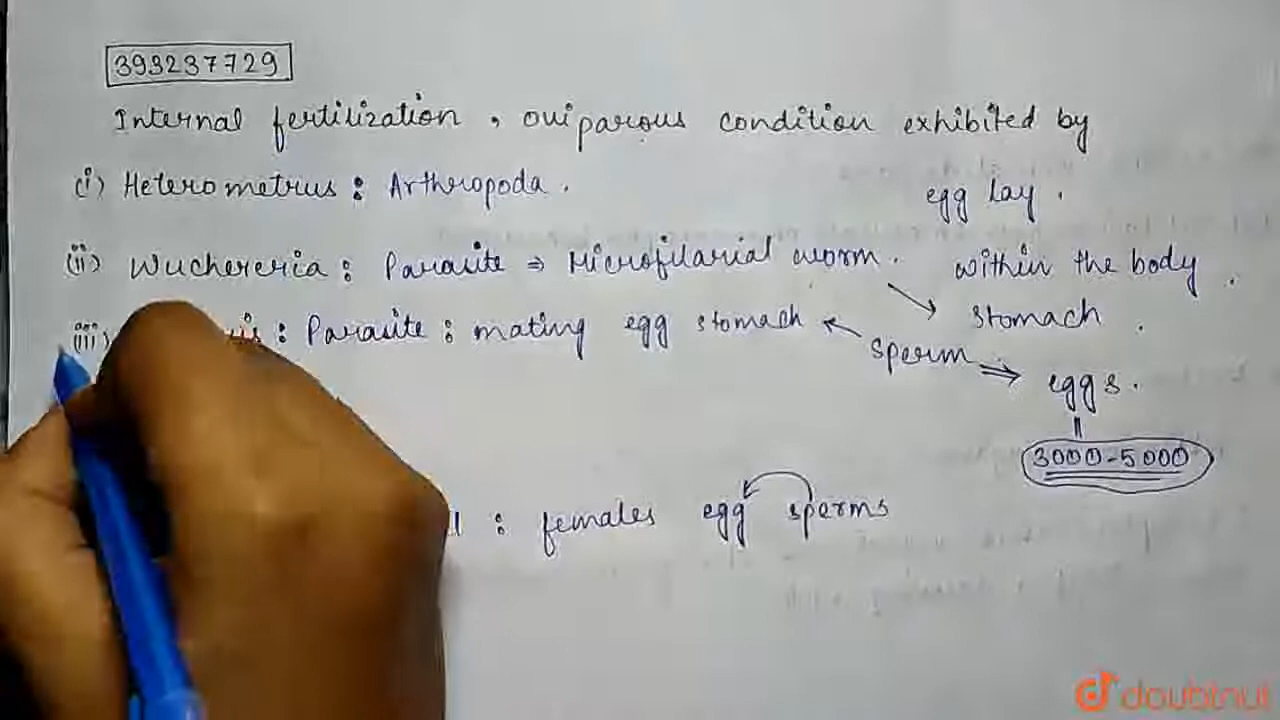 393237729
Internal fertilization, oviparous condition exhibited by
(i) Heterometrus : Arthropoda.
egg lay.
(ii) Wuchereria : Parasite ⇒ Microfilarial worm.
within the body.
stomach.
(iii) : Parasite : mating egg stomach
sperm ⇒ eggs.
3000-5000
: females egg sperms
doubtnut